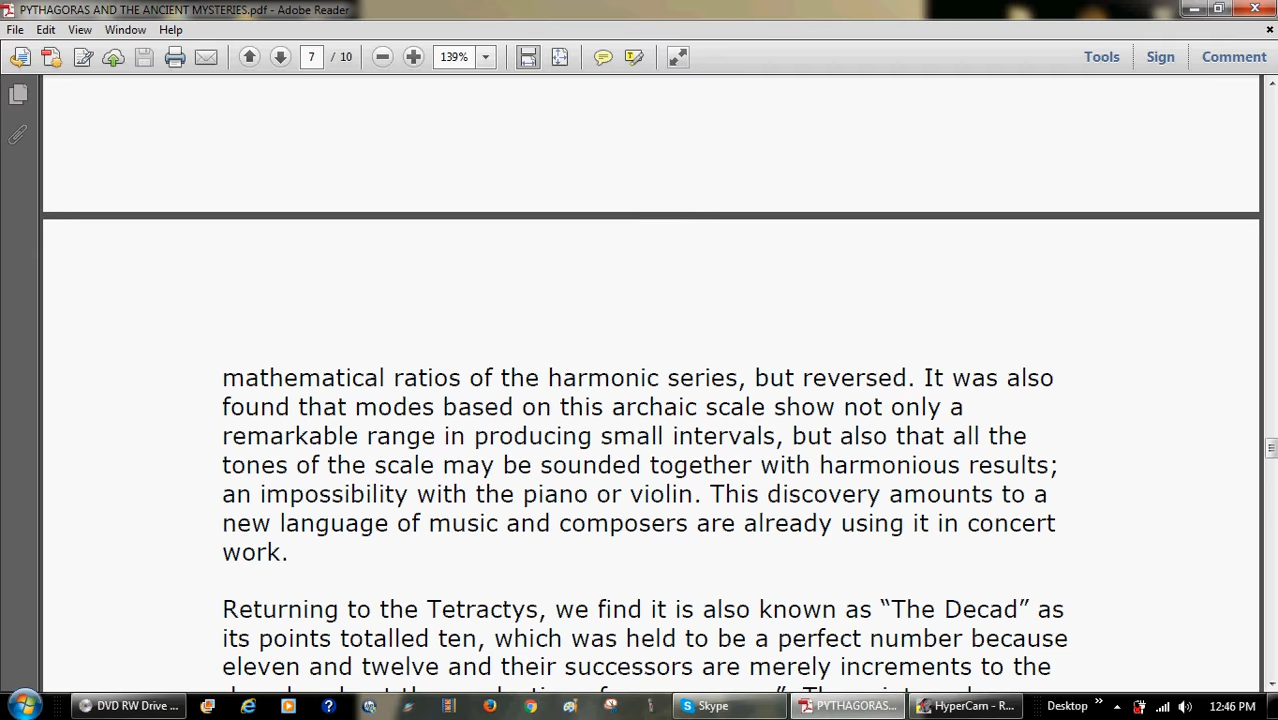 PYTHAGORAS AND THE ANCIENT MYSTERIES.pdf - Adobe Reader
File Edit View Window Help
7 / 10 139% Tools Sign Comment
mathematical ratios of the harmonic series, but reversed. It was also
found that modes based on this archaic scale show not only a
remarkable range in producing small intervals, but also that all the
tones of the scale may be sounded together with harmonious results;
an impossibility with the piano or violin. This discovery amounts to a
new language of music and composers are already using it in concert
work.
Returning to the Tetractys, we find it is also known as “The Decad” as
its points totalled ten, which was held to be a perfect number because
eleven and twelve and their successors are merely increments to the
DVD RW Drive ... Skype PYTHAGORAS... HyperCam - R... Desktop 12:46 PM